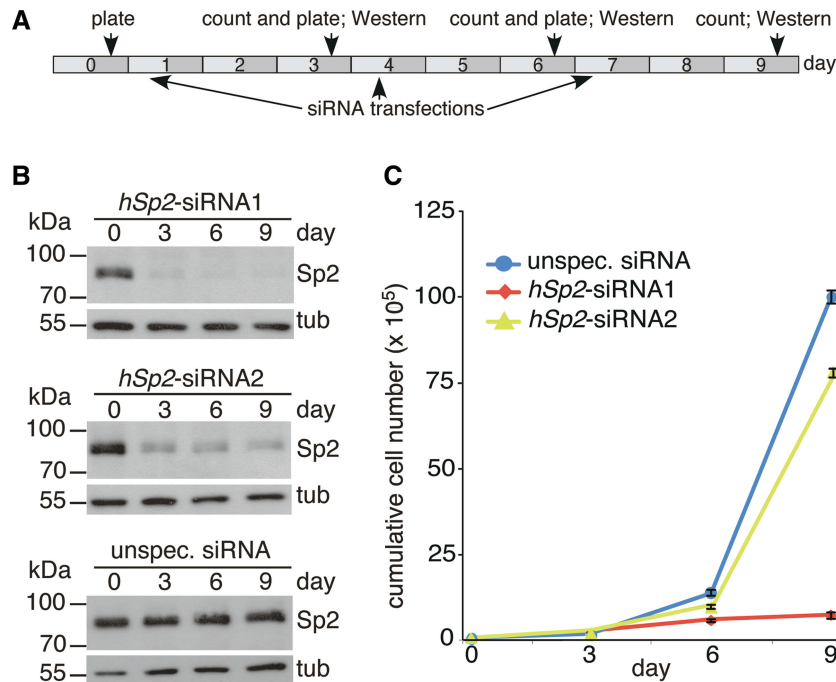 A
plate
count and plate; Western
count and plate; Western
count; Western
0 1 2 3 4 5 6 7 8 9 day
siRNA transfections
B
hSp2-siRNA1
kDa
0 3 6 9 day
100
Sp2
70
55
tub
hSp2-siRNA2
kDa
0 3 6 9 day
100
Sp2
70
55
tub
unspec. siRNA
kDa
0 3 6 9 day
100
Sp2
70
55
tub
C
cumulative cell number (x 10⁵)
125
100
75
50
25
0
unspec. siRNA
hSp2-siRNA1
hSp2-siRNA2
0 3 6 9
day